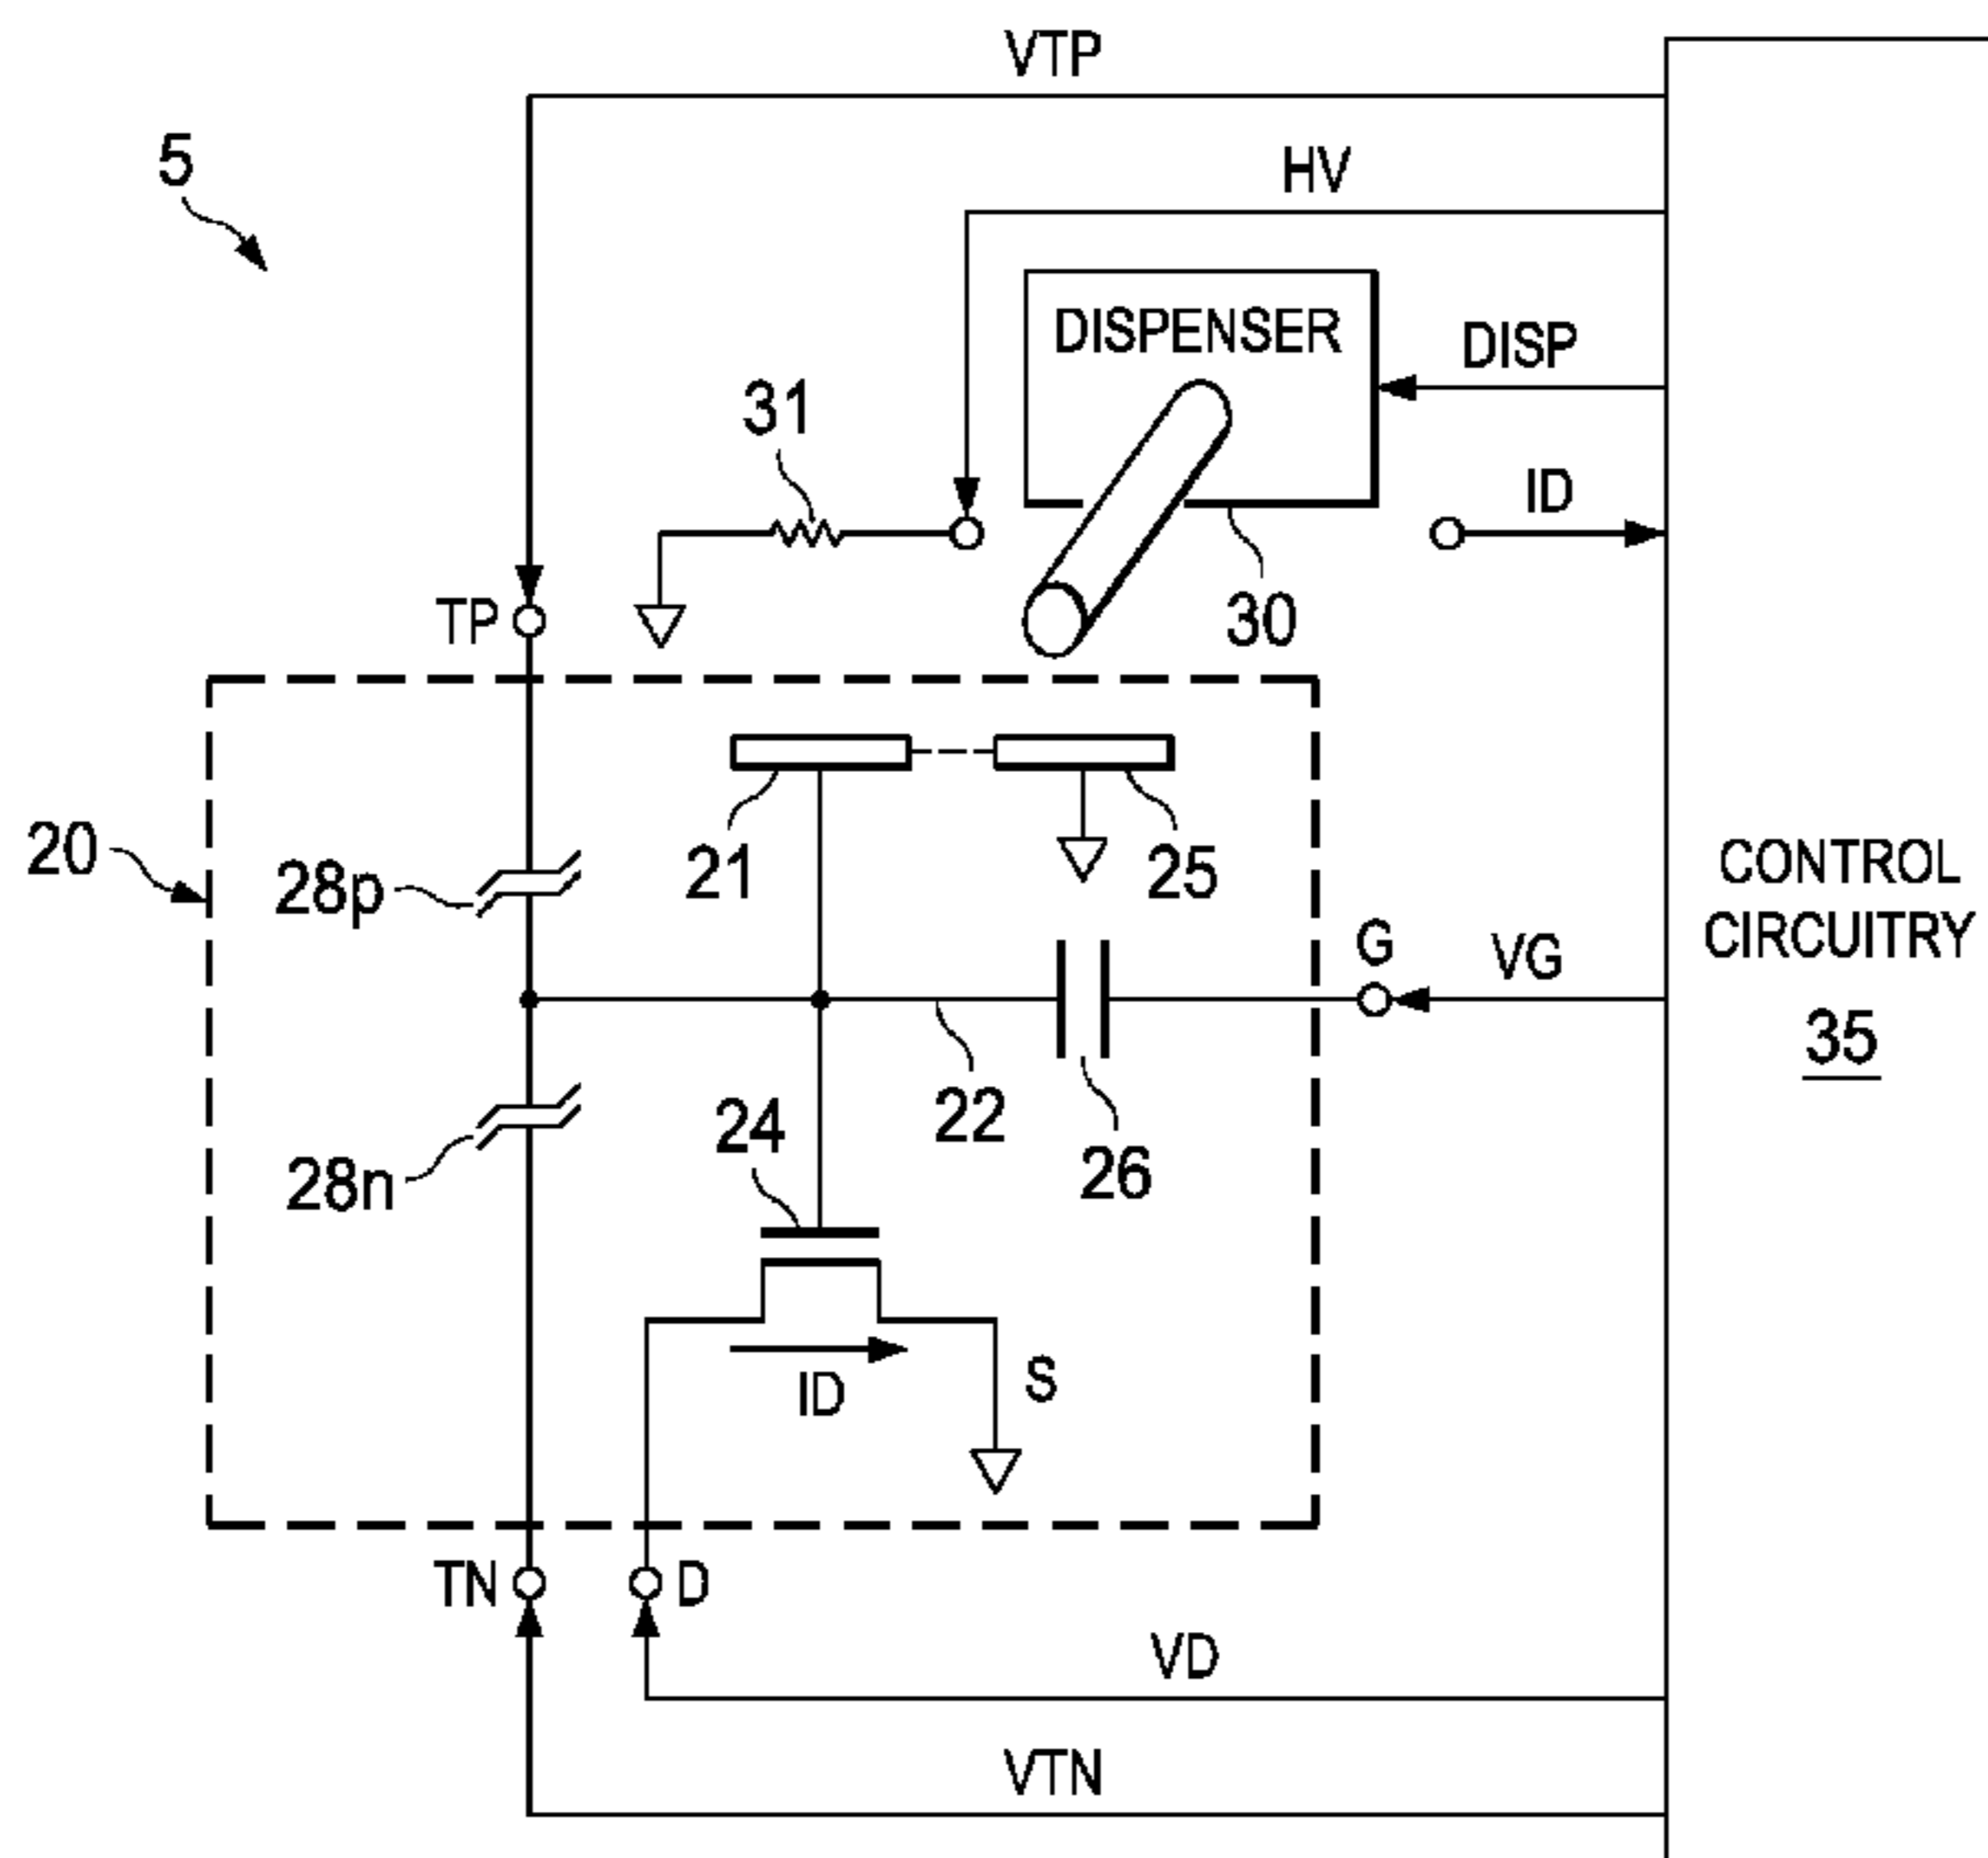 VTP
5
HV
DISPENSER
DISP
31
ID
TP
30
20
28p
21
25
CONTROL
CIRCUITRY
35
G
VG
22
24
26
28n
ID
S
TN
D
VD
VTN